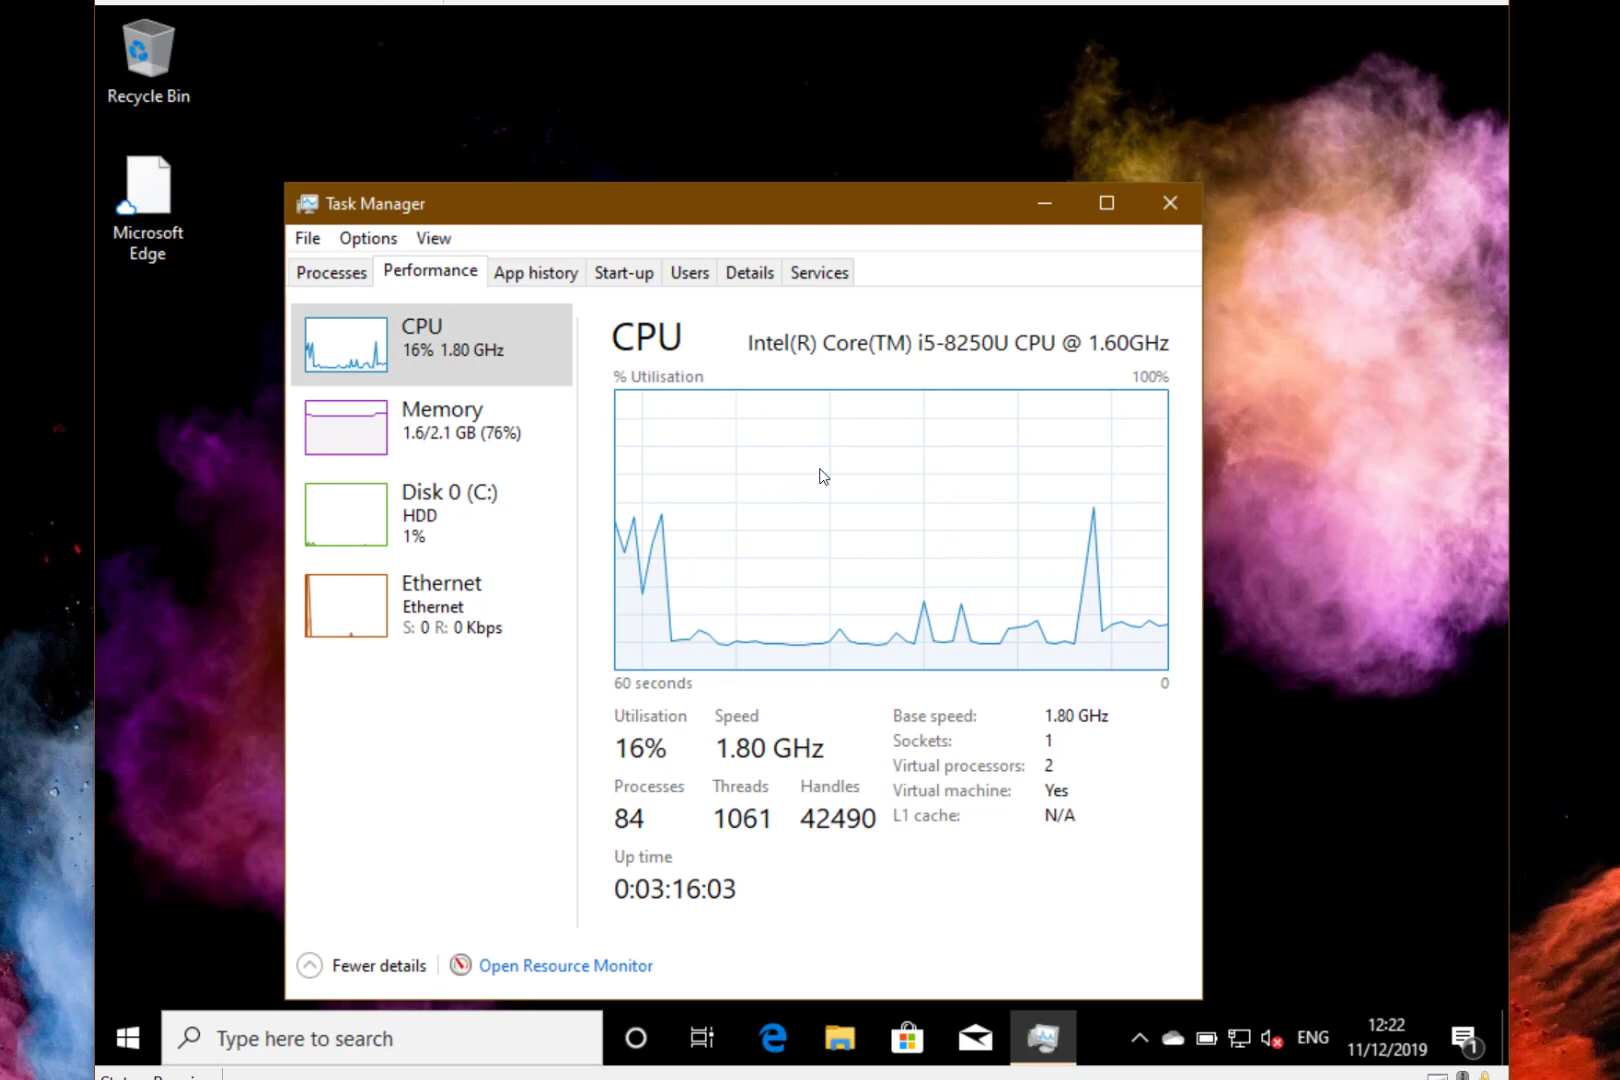 Recycle Bin
Microsoft
Edge
Task Manager
File Options View
Processes Performance App history Start-up Users Details Services
CPU
16% 1.80 GHz
Memory
1.6/2.1 GB (76%)
Disk 0 (C:)
HDD
1%
Ethernet
Ethernet
S: 0 R: 0 Kbps
CPU Intel(R) Core(TM) i5-8250U CPU @ 1.60GHz
% Utilisation 100%
60 seconds 0
Utilisation Speed
16% 1.80 GHz
Processes Threads Handles
84 1061 42490
Up time
0:03:16:03
Base speed: 1.80 GHz
Sockets: 1
Virtual processors: 2
Virtual machine: Yes
L1 cache: N/A
Fewer details Open Resource Monitor
Type here to search
ENG
12:22
11/12/2019
1